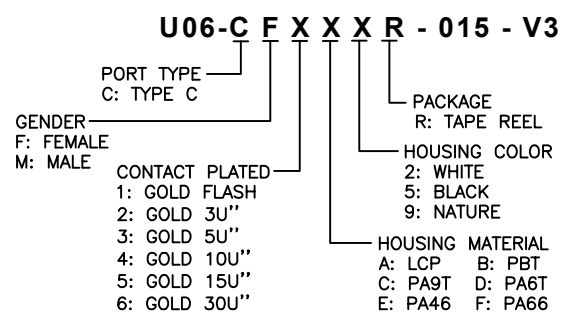 U06-CFXXXR - 015 - V3
PORT TYPE
C: TYPE C
GENDER
F: FEMALE
M: MALE
CONTACT PLATED
1: GOLD FLASH
2: GOLD 3U''
3: GOLD 5U''
4: GOLD 10U''
5: GOLD 15U''
6: GOLD 30U''
PACKAGE
R: TAPE REEL
HOUSING COLOR
2: WHITE
5: BLACK
9: NATURE
HOUSING MATERIAL
A: LCP B: PBT
C: PA9T D: PA6T
E: PA46 F: PA66